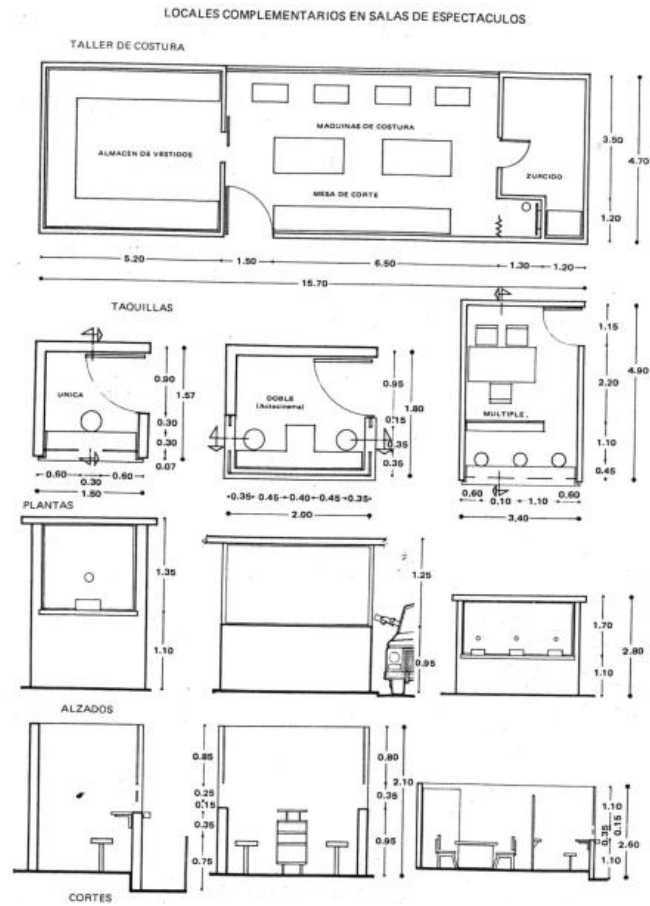 LOCALES COMPLEMENTARIOS EN SALAS DE ESPECTACULOS
TALLER DE COSTURA
MAQUINAS DE COSTURA
ALMACEN DE VESTIDOS
ZURCIDO
MESA DE CORTE
3.50
4.70
1.20
5.20 1.50 6.50 1.30 1.20
15.70
TAQUILLAS
UNICA
0.90
1.57
0.30
0.30
0.07
0.60 0.60
0.30
1.50
DOBLE
(Autocinema)
0.95
1.80
0.15
0.35
0.35
0.35 0.45 0.40 0.45 0.35
2.00
MULTIPLE.
1.15
4.90
2.20
1.10
0.45
0.60 0.10 1.10 0.60
3.40
PLANTAS
1.35
1.10
1.25
0.95
1.70
2.80
1.10
ALZADOS
0.85
0.25
0.15
0.35
0.75
0.80
2.10
0.35
0.95
1.10
0.15
0.35
2.60
1.10
CORTES